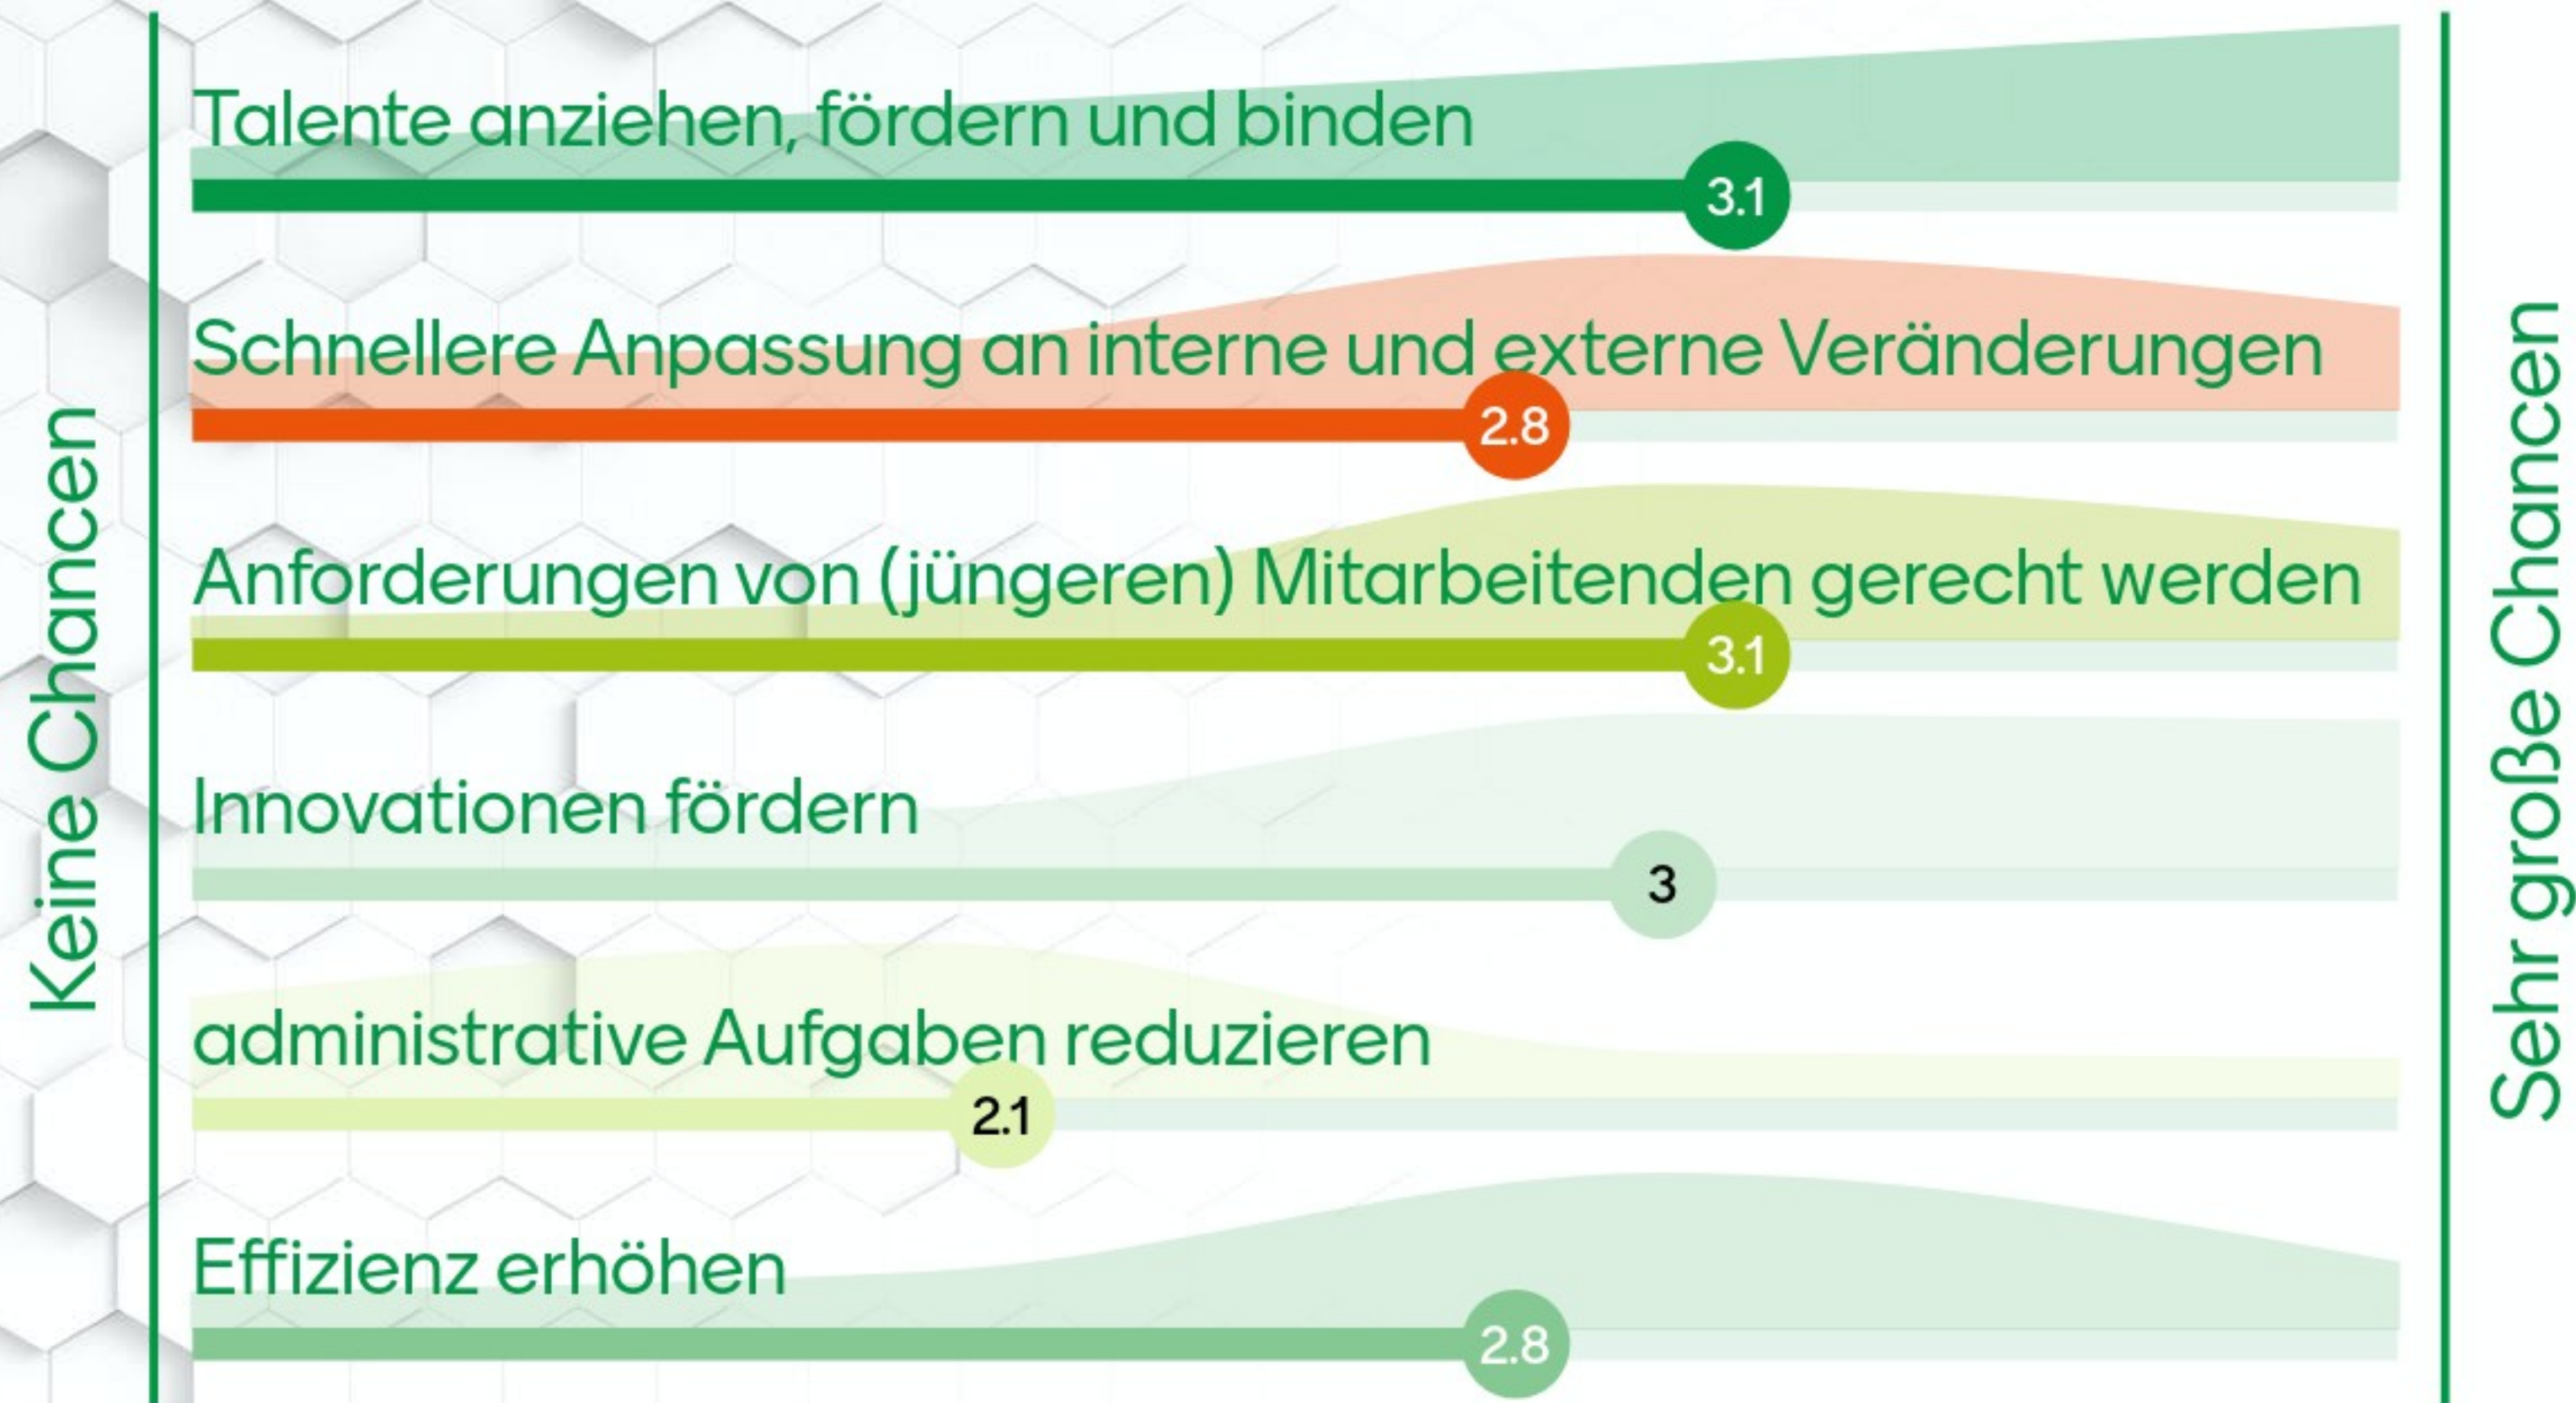 Keine Chancen
Talente anziehen, fördern und binden
3.1
Schnellere Anpassung an interne und externe Veränderungen
2.8
Anforderungen von (jüngeren) Mitarbeitenden gerecht werden
3.1
Innovationen fördern
3
administrative Aufgaben reduzieren
2.1
Effizienz erhöhen
2.8
Sehr große Chancen